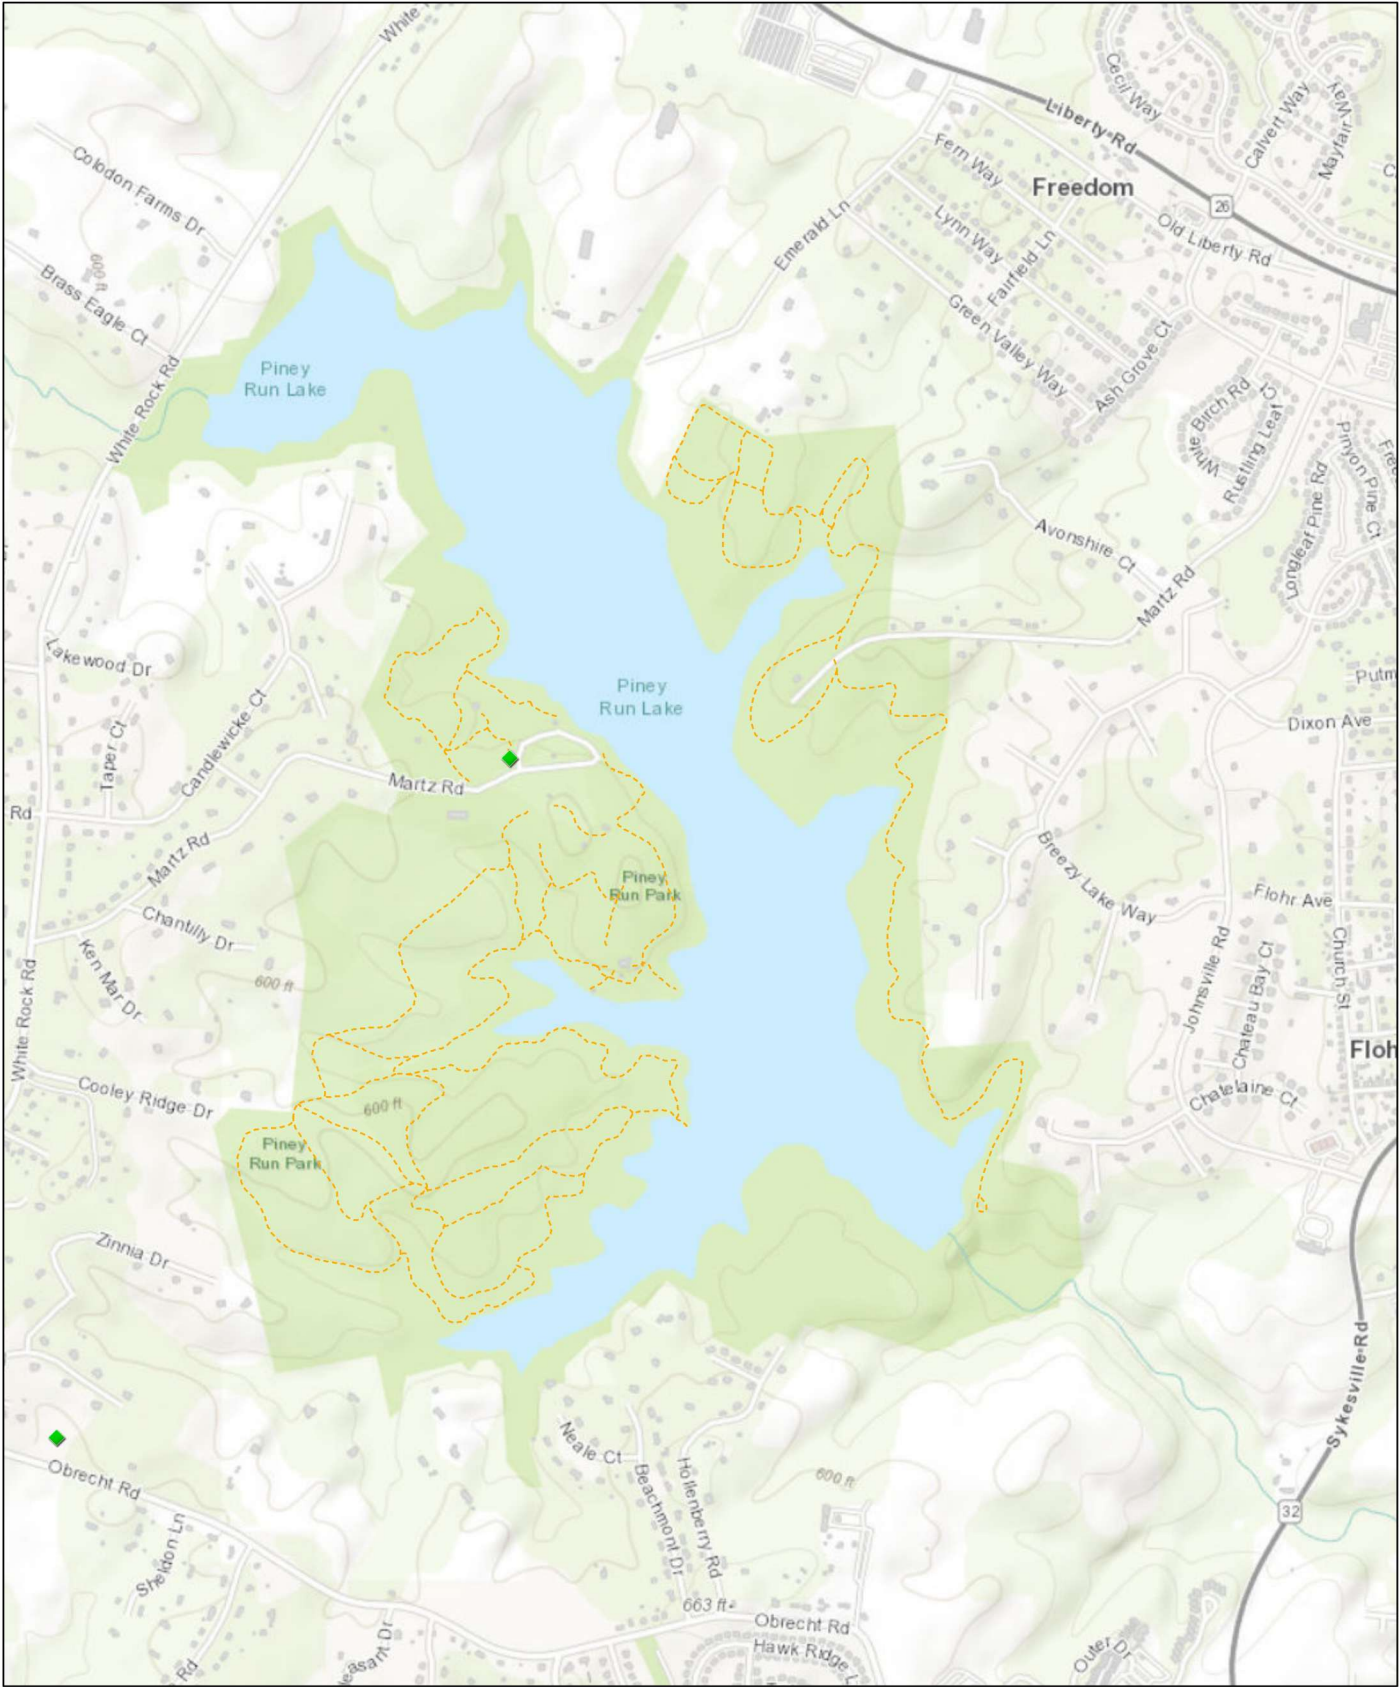 White
Cecil Way
Calvert Way
Mayfair Way
Liberty Rd
Colodon Farms Dr
Fern Way
Freedom
26
Emerald Ln
Lynn Way
Old Liberty Rd
Fairfield Ln
600 ft
Brass Eagle Ct
Green Valley Way
Ash Grove Ct
Piney
Run Lake
White Rock Rd
White Birch Rd
Rustling Leaf Ct
Pinyon Pine Ct
Longleaf Pine Rd
Avonshire Ct
Martz Rd
Lakewood Dr
Piney
Run Lake
Candlewicke Ct
Taper Ct
Dixon Ave
Martz Rd
Rd
Martz Rd
Breezy Lake Way
Piney
Run Park
Flohr Ave
Chantilly Dr
Ken Mar Dr
600 ft
White Rock Rd
Johnsville Rd
Chateau Bay Ct
Church St
Floh
Cooley Ridge Dr
600 ft
Chatelaine Ct
Piney
Run Park
Zinnia Dr
Sykesville Rd
Obrecht Rd
Neale Ct
Beachmont Dr
Hollenberry Rd
600 ft
32
Sheldon Ln
663 ft
Obrecht Rd
Hawk Ridge L
easant Dr
Rd
Outer Dr